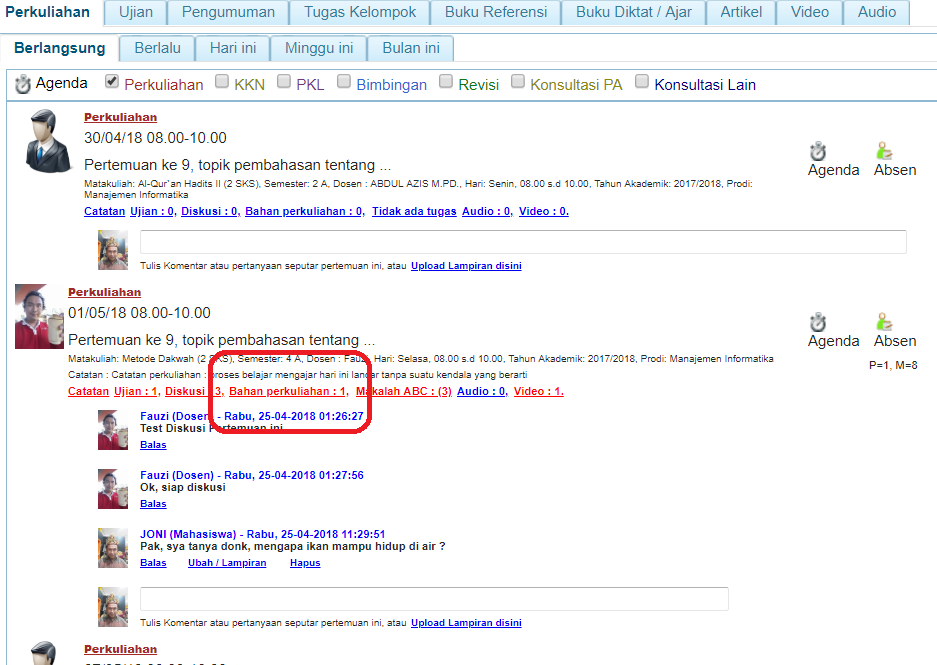 Perkuliahan Ujian Pengumuman Tugas Kelompok Buku Referensi Buku Diktat / Ajar Artikel Video Audio
Berlangsung Berlalu Hari ini Minggu ini Bulan ini
Agenda Perkuliahan KKN PKL Bimbingan Revisi Konsultasi PA Konsultasi Lain
Perkuliahan
30/04/18 08.00-10.00
Pertemuan ke 9, topik pembahasan tentang ...
Agenda Absen
Matakuliah: Al-Qur'an Hadits II (2 SKS), Semester: 2 A, Dosen : ABDUL AZIS M.PD., Hari: Senin, 08.00 s.d 10.00, Tahun Akademik: 2017/2018, Prodi:
Manajemen Informatika
Catatan Ujian : 0, Diskusi : 0, Bahan perkuliahan : 0, Tidak ada tugas Audio : 0, Video : 0.
Tulis Komentar atau pertanyaan seputar pertemuan ini, atau Upload Lampiran disini
Perkuliahan
01/05/18 08.00-10.00
Pertemuan ke 9, topik pembahasan tentang ...
Agenda Absen
Matakuliah: Metode Dakwah (2 SKS), Semester: 4 A, Dosen : Fauzi, Hari: Selasa, 08.00 s.d 10.00, Tahun Akademik: 2017/2018, Prodi: Manajemen Informatika
P=1, M=8
Catatan : Catatan perkuliahan : proses belajar mengajar hari ini lancar tanpa suatu kendala yang berarti
Catatan Ujian : 1, Diskusi : 3, Bahan perkuliahan : 1, Makalah ABC : (3) Audio : 0, Video : 1.
Fauzi (Dosen) - Rabu, 25-04-2018 01:26:27
Test Diskusi Pertemuan ini
Balas
Fauzi (Dosen) - Rabu, 25-04-2018 01:27:56
Ok, siap diskusi
Balas
JONI (Mahasiswa) - Rabu, 25-04-2018 11:29:51
Pak, sya tanya donk, mengapa ikan mampu hidup di air ?
Balas Ubah / Lampiran Hapus
Tulis Komentar atau pertanyaan seputar pertemuan ini, atau Upload Lampiran disini
Perkuliahan